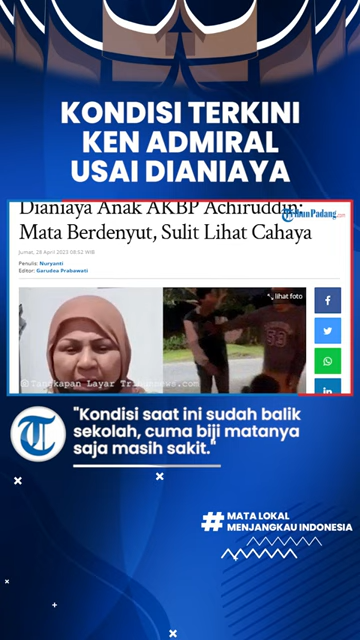 KONDISI TERKINI
KEN ADMIRAL
USAI DIANIAYA
Dianiaya Anak AKBP Achiruddin:
TribunPadang.com
Mata Berdenyut, Sulit Lihat Cahaya
Jumat, 28 April 2023 08:52 WIB
Penulis: Nuryanti
Editor: Garudea Prabawati
lihat foto
Tangkapan Layar Tribunnews.com
in
"Kondisi saat ini sudah balik
sekolah, cuma biji matanya
saja masih sakit."
# MATA LOKAL
MENJANGKAU INDONESIA